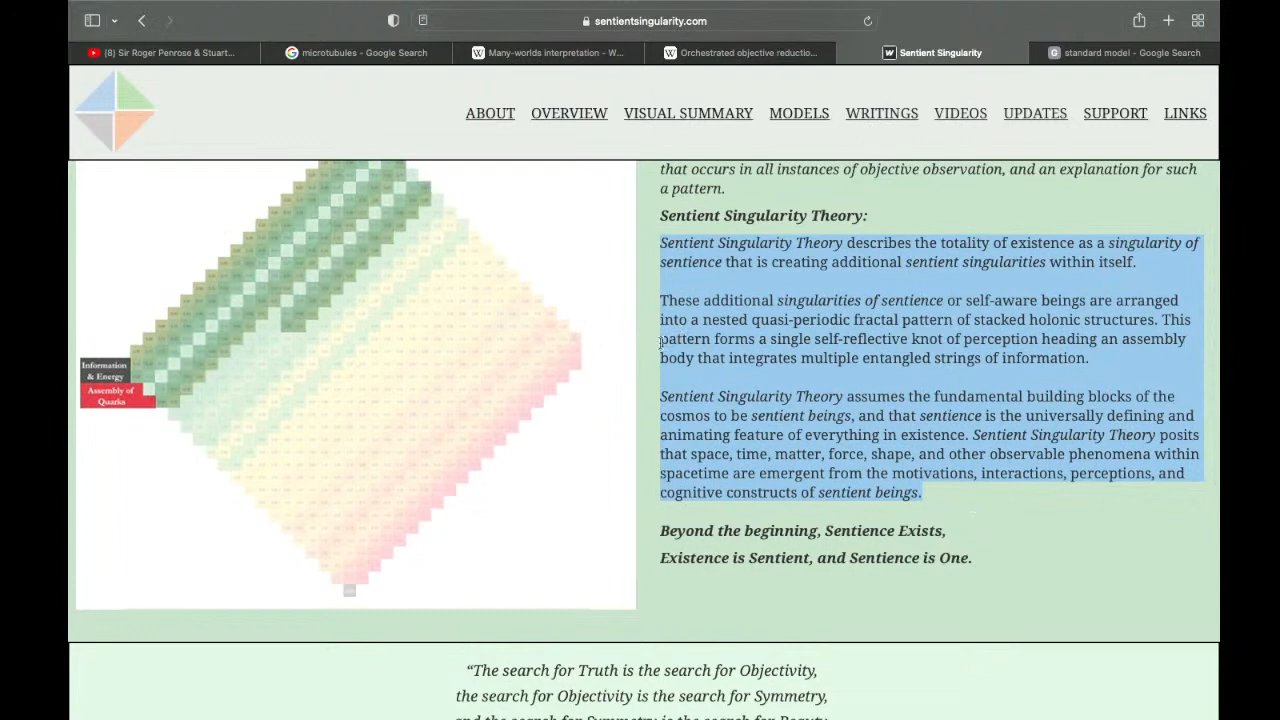 sentientsingularity.com
(8) Sir Roger Penrose & Stuart...
microtubules - Google Search
Many-worlds interpretation - W...
Orchestrated objective reductio...
Sentient Singularity
standard model - Google Search
ABOUT OVERVIEW VISUAL SUMMARY MODELS WRITINGS VIDEOS UPDATES SUPPORT LINKS
that occurs in all instances of objective observation, and an explanation for such
a pattern.
Sentient Singularity Theory:
Sentient Singularity Theory describes the totality of existence as a singularity of
sentience that is creating additional sentient singularities within itself.
These additional singularities of sentience or self-aware beings are arranged
into a nested quasi-periodic fractal pattern of stacked holonic structures. This
pattern forms a single self-reflective knot of perception heading an assembly
body that integrates multiple entangled strings of information.
Sentient Singularity Theory assumes the fundamental building blocks of the
cosmos to be sentient beings, and that sentience is the universally defining and
animating feature of everything in existence. Sentient Singularity Theory posits
that space, time, matter, force, shape, and other observable phenomena within
spacetime are emergent from the motivations, interactions, perceptions, and
cognitive constructs of sentient beings.
Beyond the beginning, Sentience Exists,
Existence is Sentient, and Sentience is One.
Information
& Energy
Assembly of
Quarks
“The search for Truth is the search for Objectivity,
the search for Objectivity is the search for Symmetry,
and the search for Symmetry is the search for Beauty